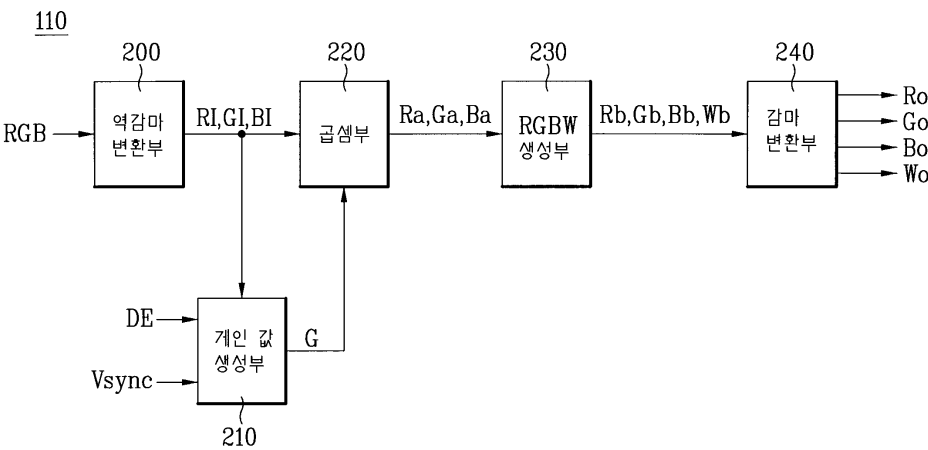 110
200
220
230
240
RGB
역감마
변환부
RI,GI,BI
곱셈부
Ra,Ga,Ba
RGBW
생성부
Rb,Gb,Bb,Wb
감마
변환부
Ro
Go
Bo
Wo
DE
Vsync
게인 값
생성부
G
210